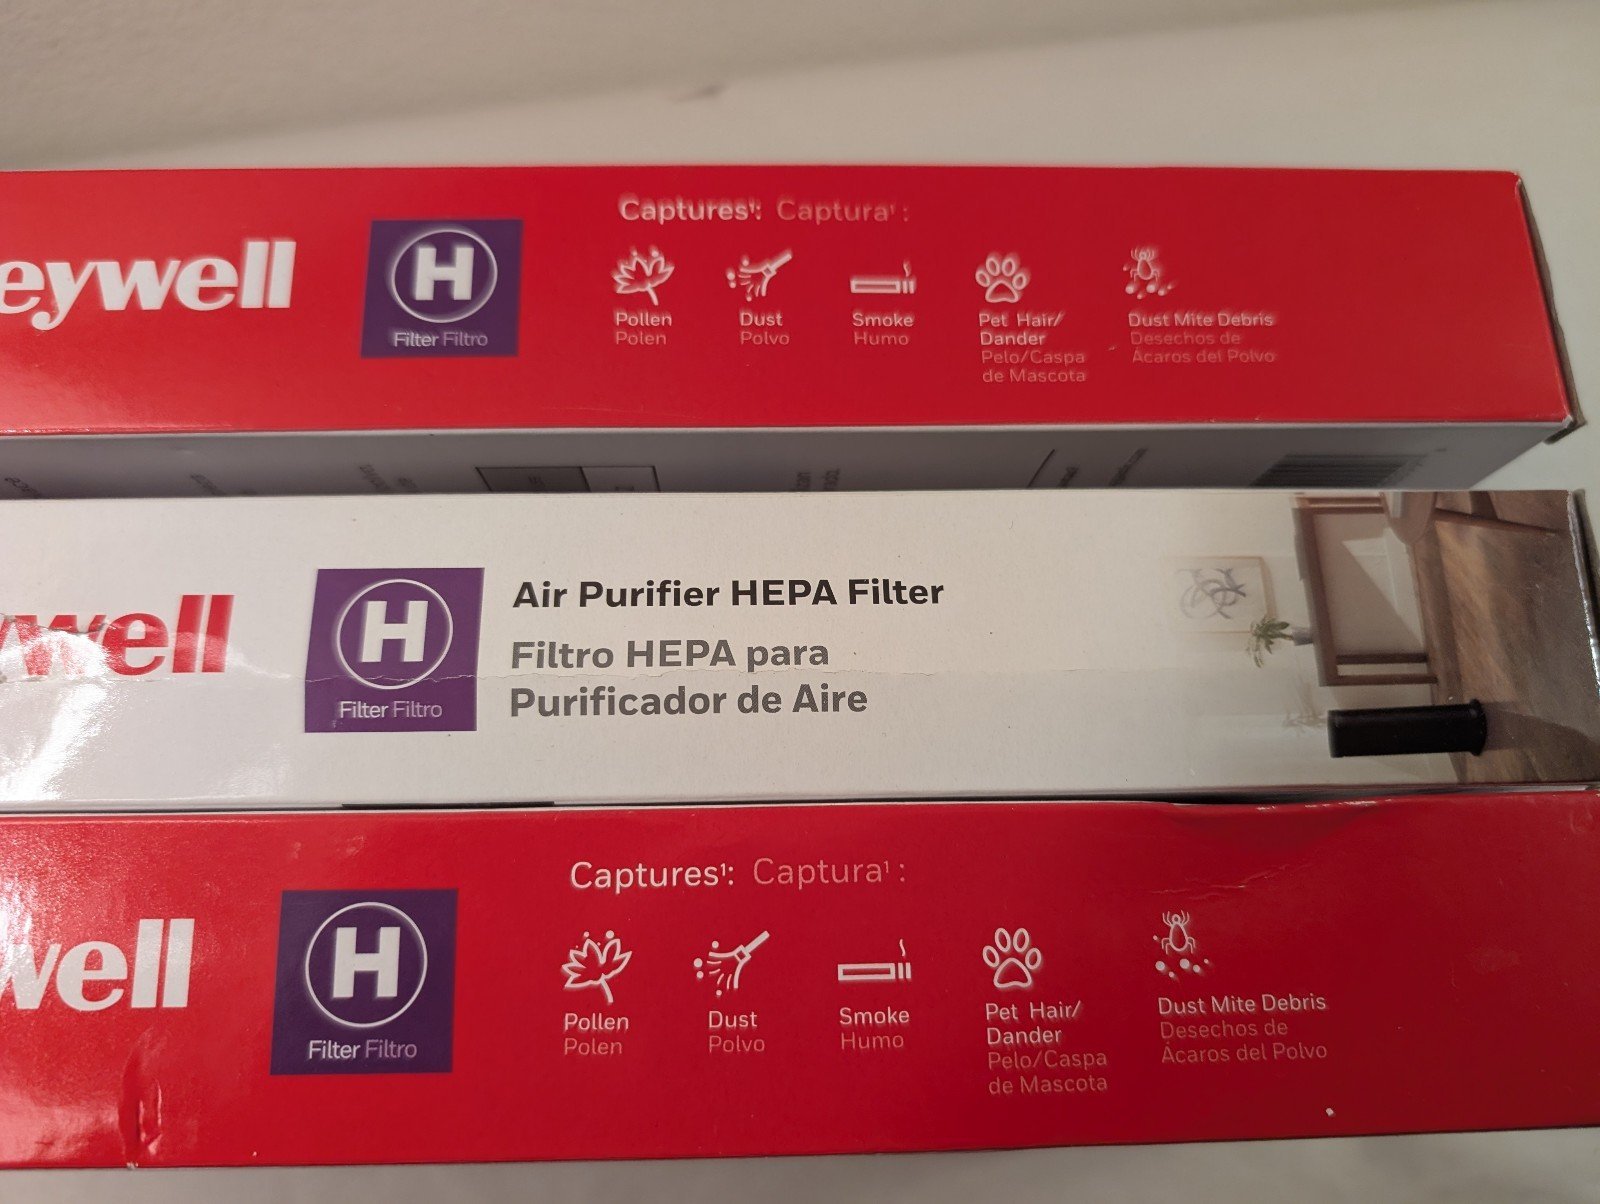 eywell
H
Filter Filtro
Captures¹: Captura¹:
Pollen
Polen
Dust
Polvo
Smoke
Humo
Pet Hair/
Dander
Pelo/Caspa
de Mascota
Dust Mite Debris
Desechos de
Ácaros del Polvo
well
H
Filter Filtro
Air Purifier HEPA Filter
Filtro HEPA para
Purificador de Aire
well
H
Filter Filtro
Captures¹: Captura¹:
Pollen
Polen
Dust
Polvo
Smoke
Humo
Pet Hair/
Dander
Pelo/Caspa
de Mascota
Dust Mite Debris
Desechos de
Ácaros del Polvo